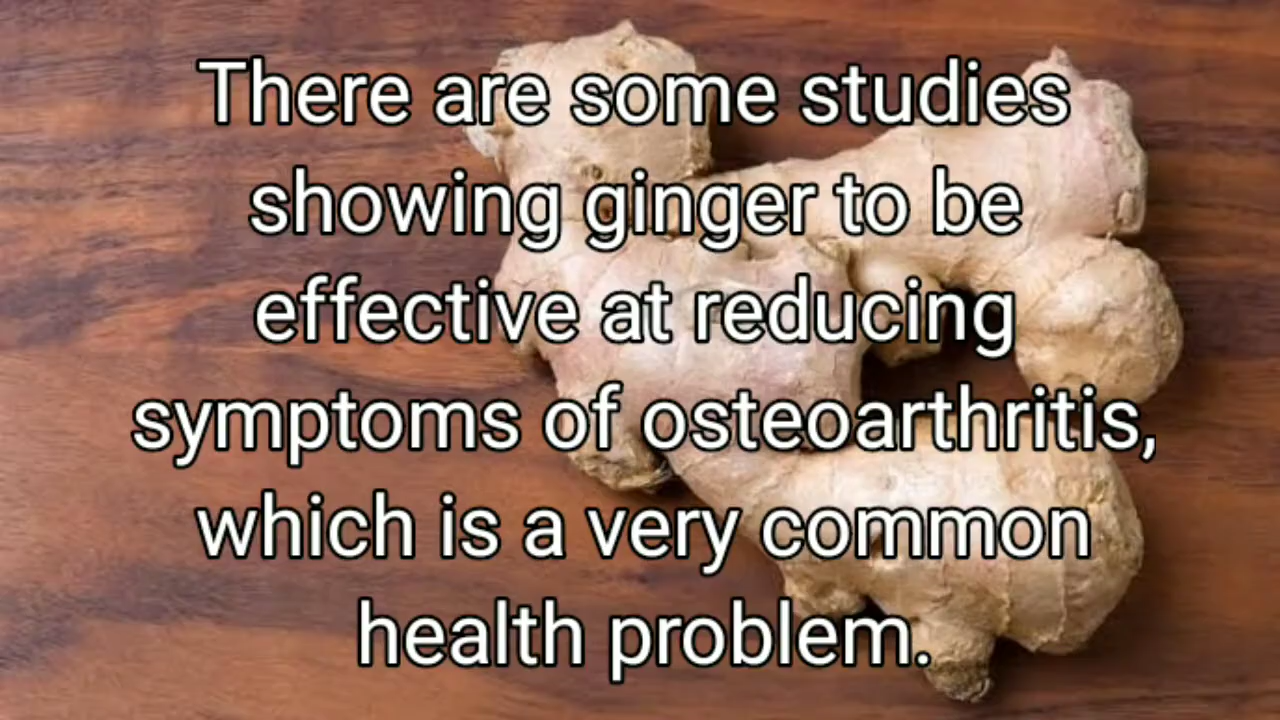 There are some studies
showing ginger to be
effective at reducing
symptoms of osteoarthritis,
which is a very common
health problem.